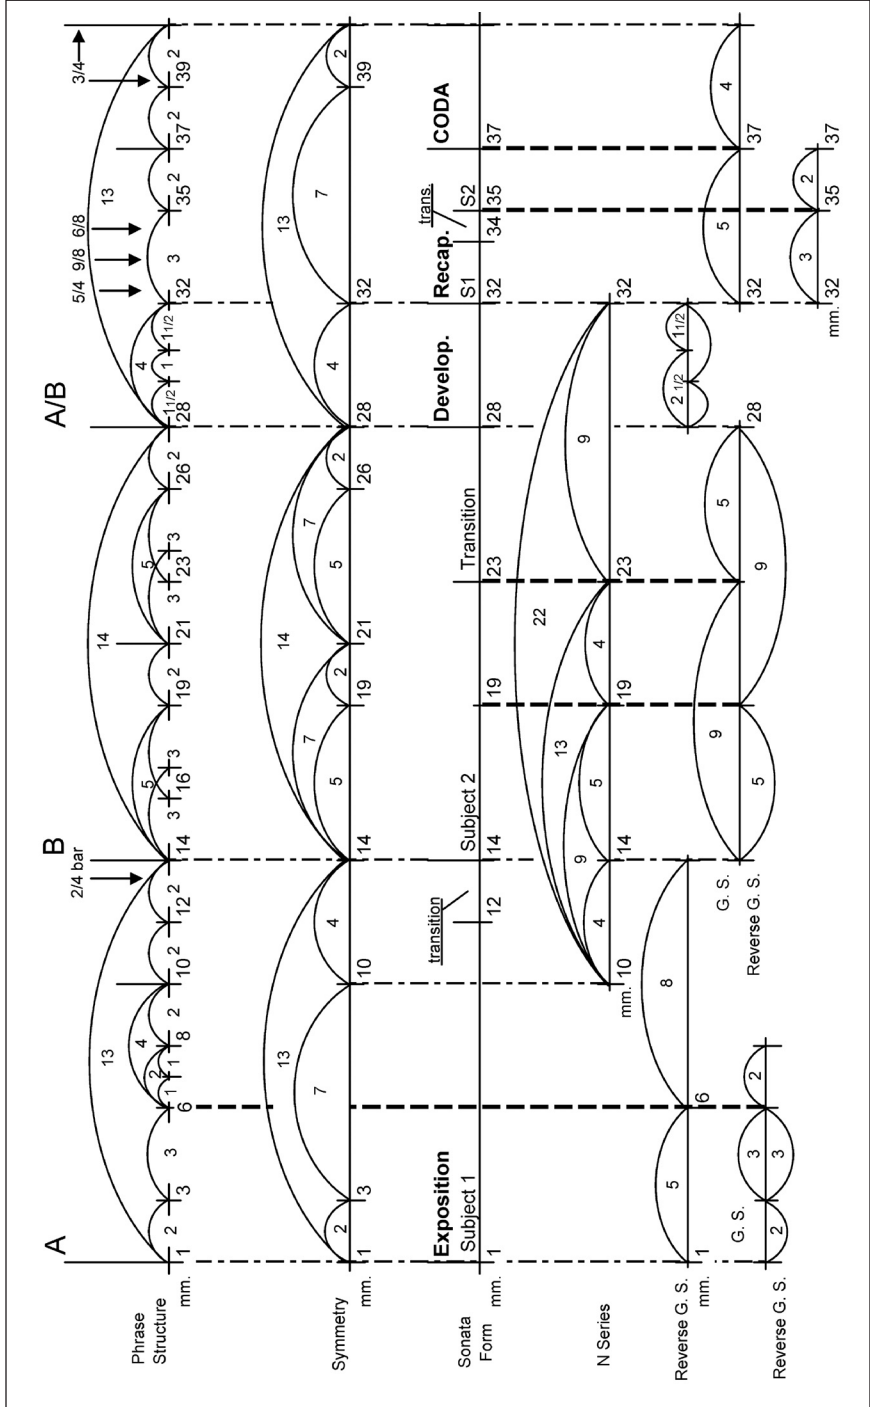 A B A/B
2/4 bar 5/4 9/8 6/8 3/4
13 14 13
4 5 5 4
2
Phrase
Structure
2 3 1 1 2 2 2 3 3 2 3 3 2 1 1/2 1 1 1/2 3 2 2 2
mm. 1 3 6 8 10 12 14 16 19 21 23 26 28 32 35 37 39
13 14 13
7 7
Symmetry
2 7 4 5 2 5 2 4 7 2
mm. 1 3 10 14 19 21 26 28 32 39
Exposition Develop. Recap. CODA
transition trans.
Sonata
Form
Subject 1 Subject 2 Transition S1 S2
mm. 1 12 14 19 23 28 32 34 35 37
22
13
9 9
N Series
4 5 4
mm. 10 14 19 23 32
Reverse G. S.
5 8 2 1/2 1 1/2
mm. 1 6
G. S.
9 5 5 4
Reverse G. S.
5 9
28 32 37
G. S.
3 2
Reverse G. S.
2 3
3 2
mm. 32 35 37